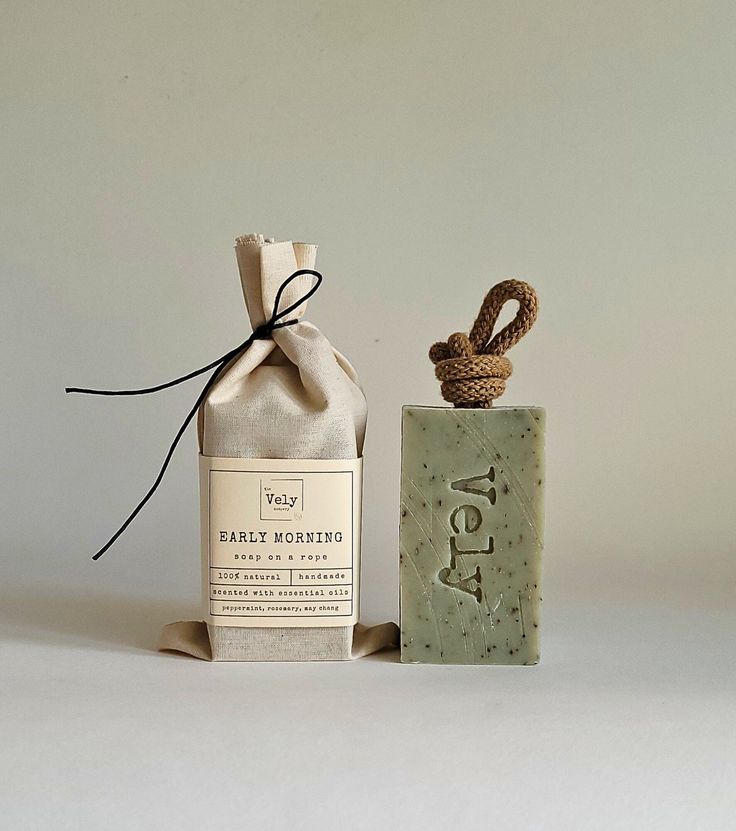 the
Vely
company
EARLY MORNING
soap on a rope
100% natural
handmade
scented with essential oils
peppermint, rosemary, may chang
Vely